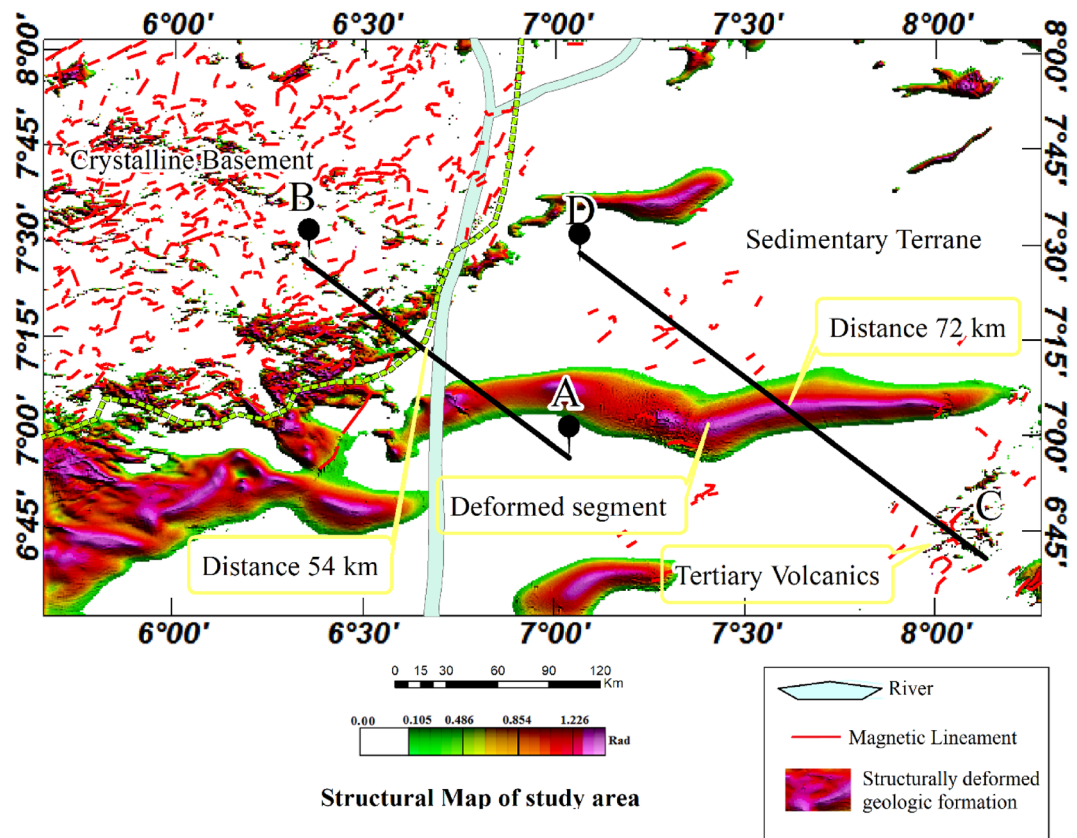 6°00' 6°30' 7°00' 7°30' 8°00'
8°00' 8°00'
7°45' 7°45'
Crystalline Basement
B D
7°30' 7°30'
Sedimentary Terrane
7°15' 7°15'
Distance 72 km
A
7°00' 7°00'
Deformed segment
C
6°45' 6°45'
Distance 54 km
Tertiary Volcanics
6°00' 6°30' 7°00' 7°30' 8°00'
0 15 30 60 90 120
Km
0.00 0.105 0.486 0.854 1.226
Rad
Structural Map of study area
River
Magnetic Lineament
Structurally deformed
geologic formation